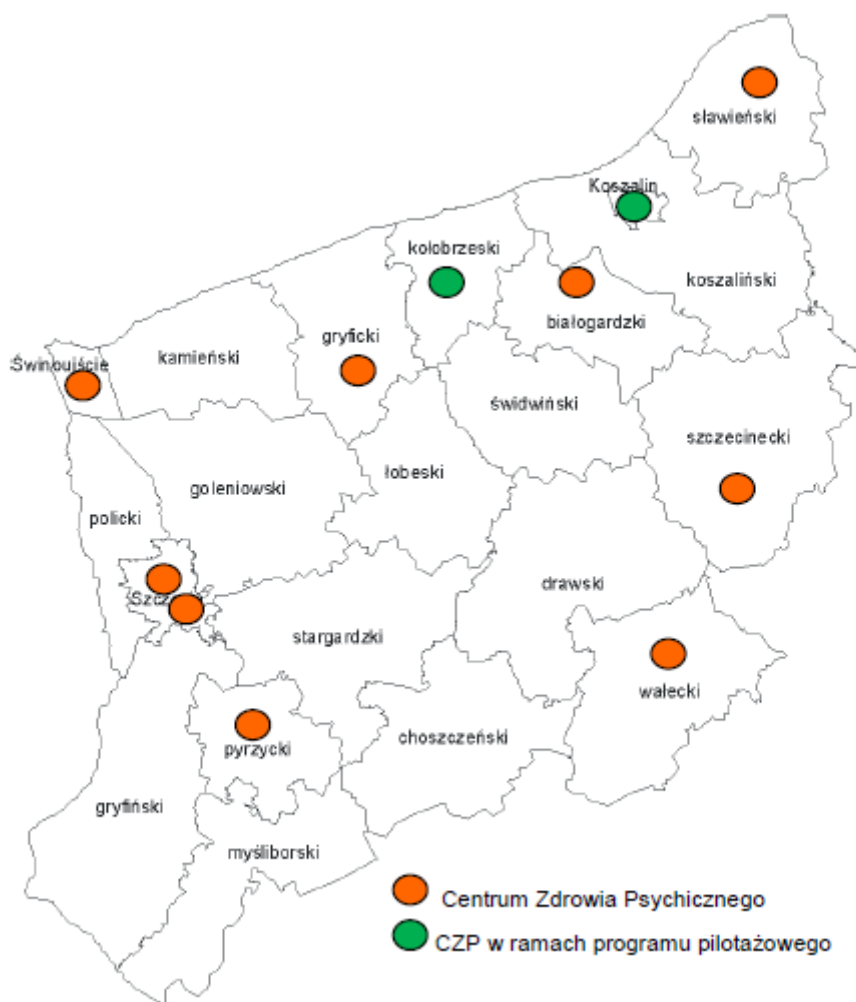 sławieński
Koszalin
kołobrzeski
koszaliński
białogardzki
gryficki
kamieński
Świnoujście
świdwiński
szczecinecki
łobeski
goleniowski
policki
drawski
stargardzki
wałecki
choszczeński
pyrzycki
gryfiński
myśliborski
Centrum Zdrowia Psychicznego
CZP w ramach programu pilotażowego